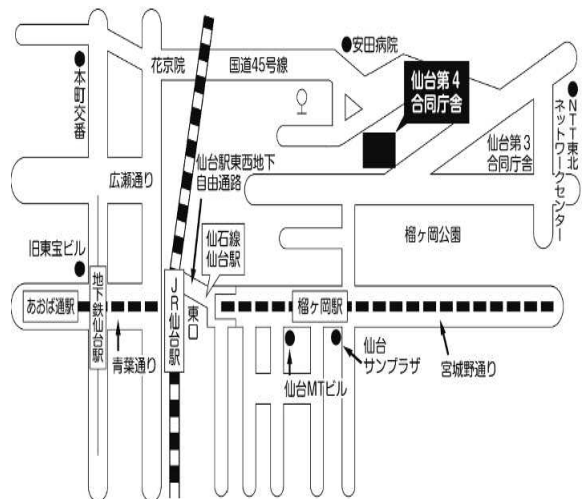 安田病院
花京院
国道45号線
本町交番
仙台第4
合同庁舎
NTT東北
ネットワークセンター
仙台第3
合同庁舎
仙台駅東西地下
自由通路
広瀬通り
仙石線
仙台駅
榴ヶ岡公園
旧東宝ビル
あおば通駅
地下鉄仙台駅
JR仙台駅
東口
榴ヶ岡駅
青葉通り
仙台MTビル
仙台
サンプラザ
宮城野通り